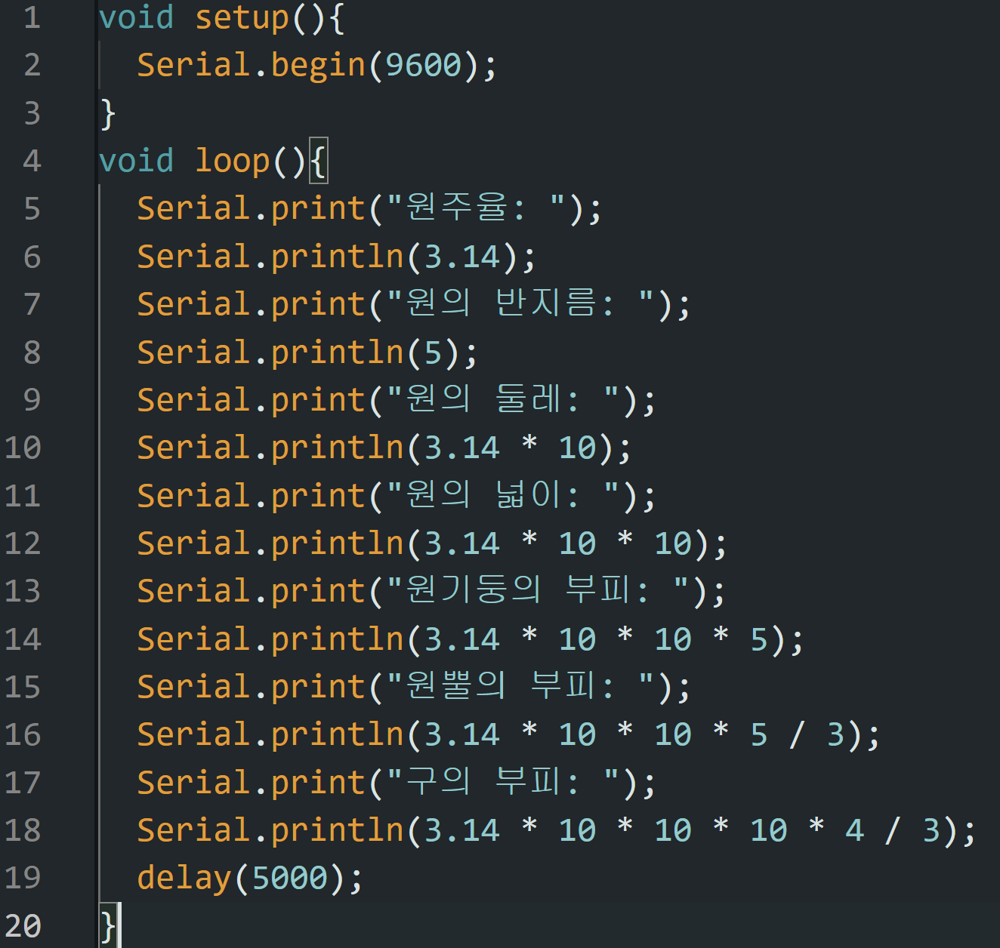 1 void setup(){
2 Serial.begin(9600);
3 }
4 void loop(){
5 Serial.print("원주율: ");
6 Serial.println(3.14);
7 Serial.print("원의 반지름: ");
8 Serial.println(5);
9 Serial.print("원의 둘레: ");
10 Serial.println(3.14 * 10);
11 Serial.print("원의 넓이: ");
12 Serial.println(3.14 * 10 * 10);
13 Serial.print("원기둥의 부피: ");
14 Serial.println(3.14 * 10 * 10 * 5);
15 Serial.print("원뿔의 부피: ");
16 Serial.println(3.14 * 10 * 10 * 5 / 3);
17 Serial.print("구의 부피: ");
18 Serial.println(3.14 * 10 * 10 * 10 * 4 / 3);
19 delay(5000);
20 }